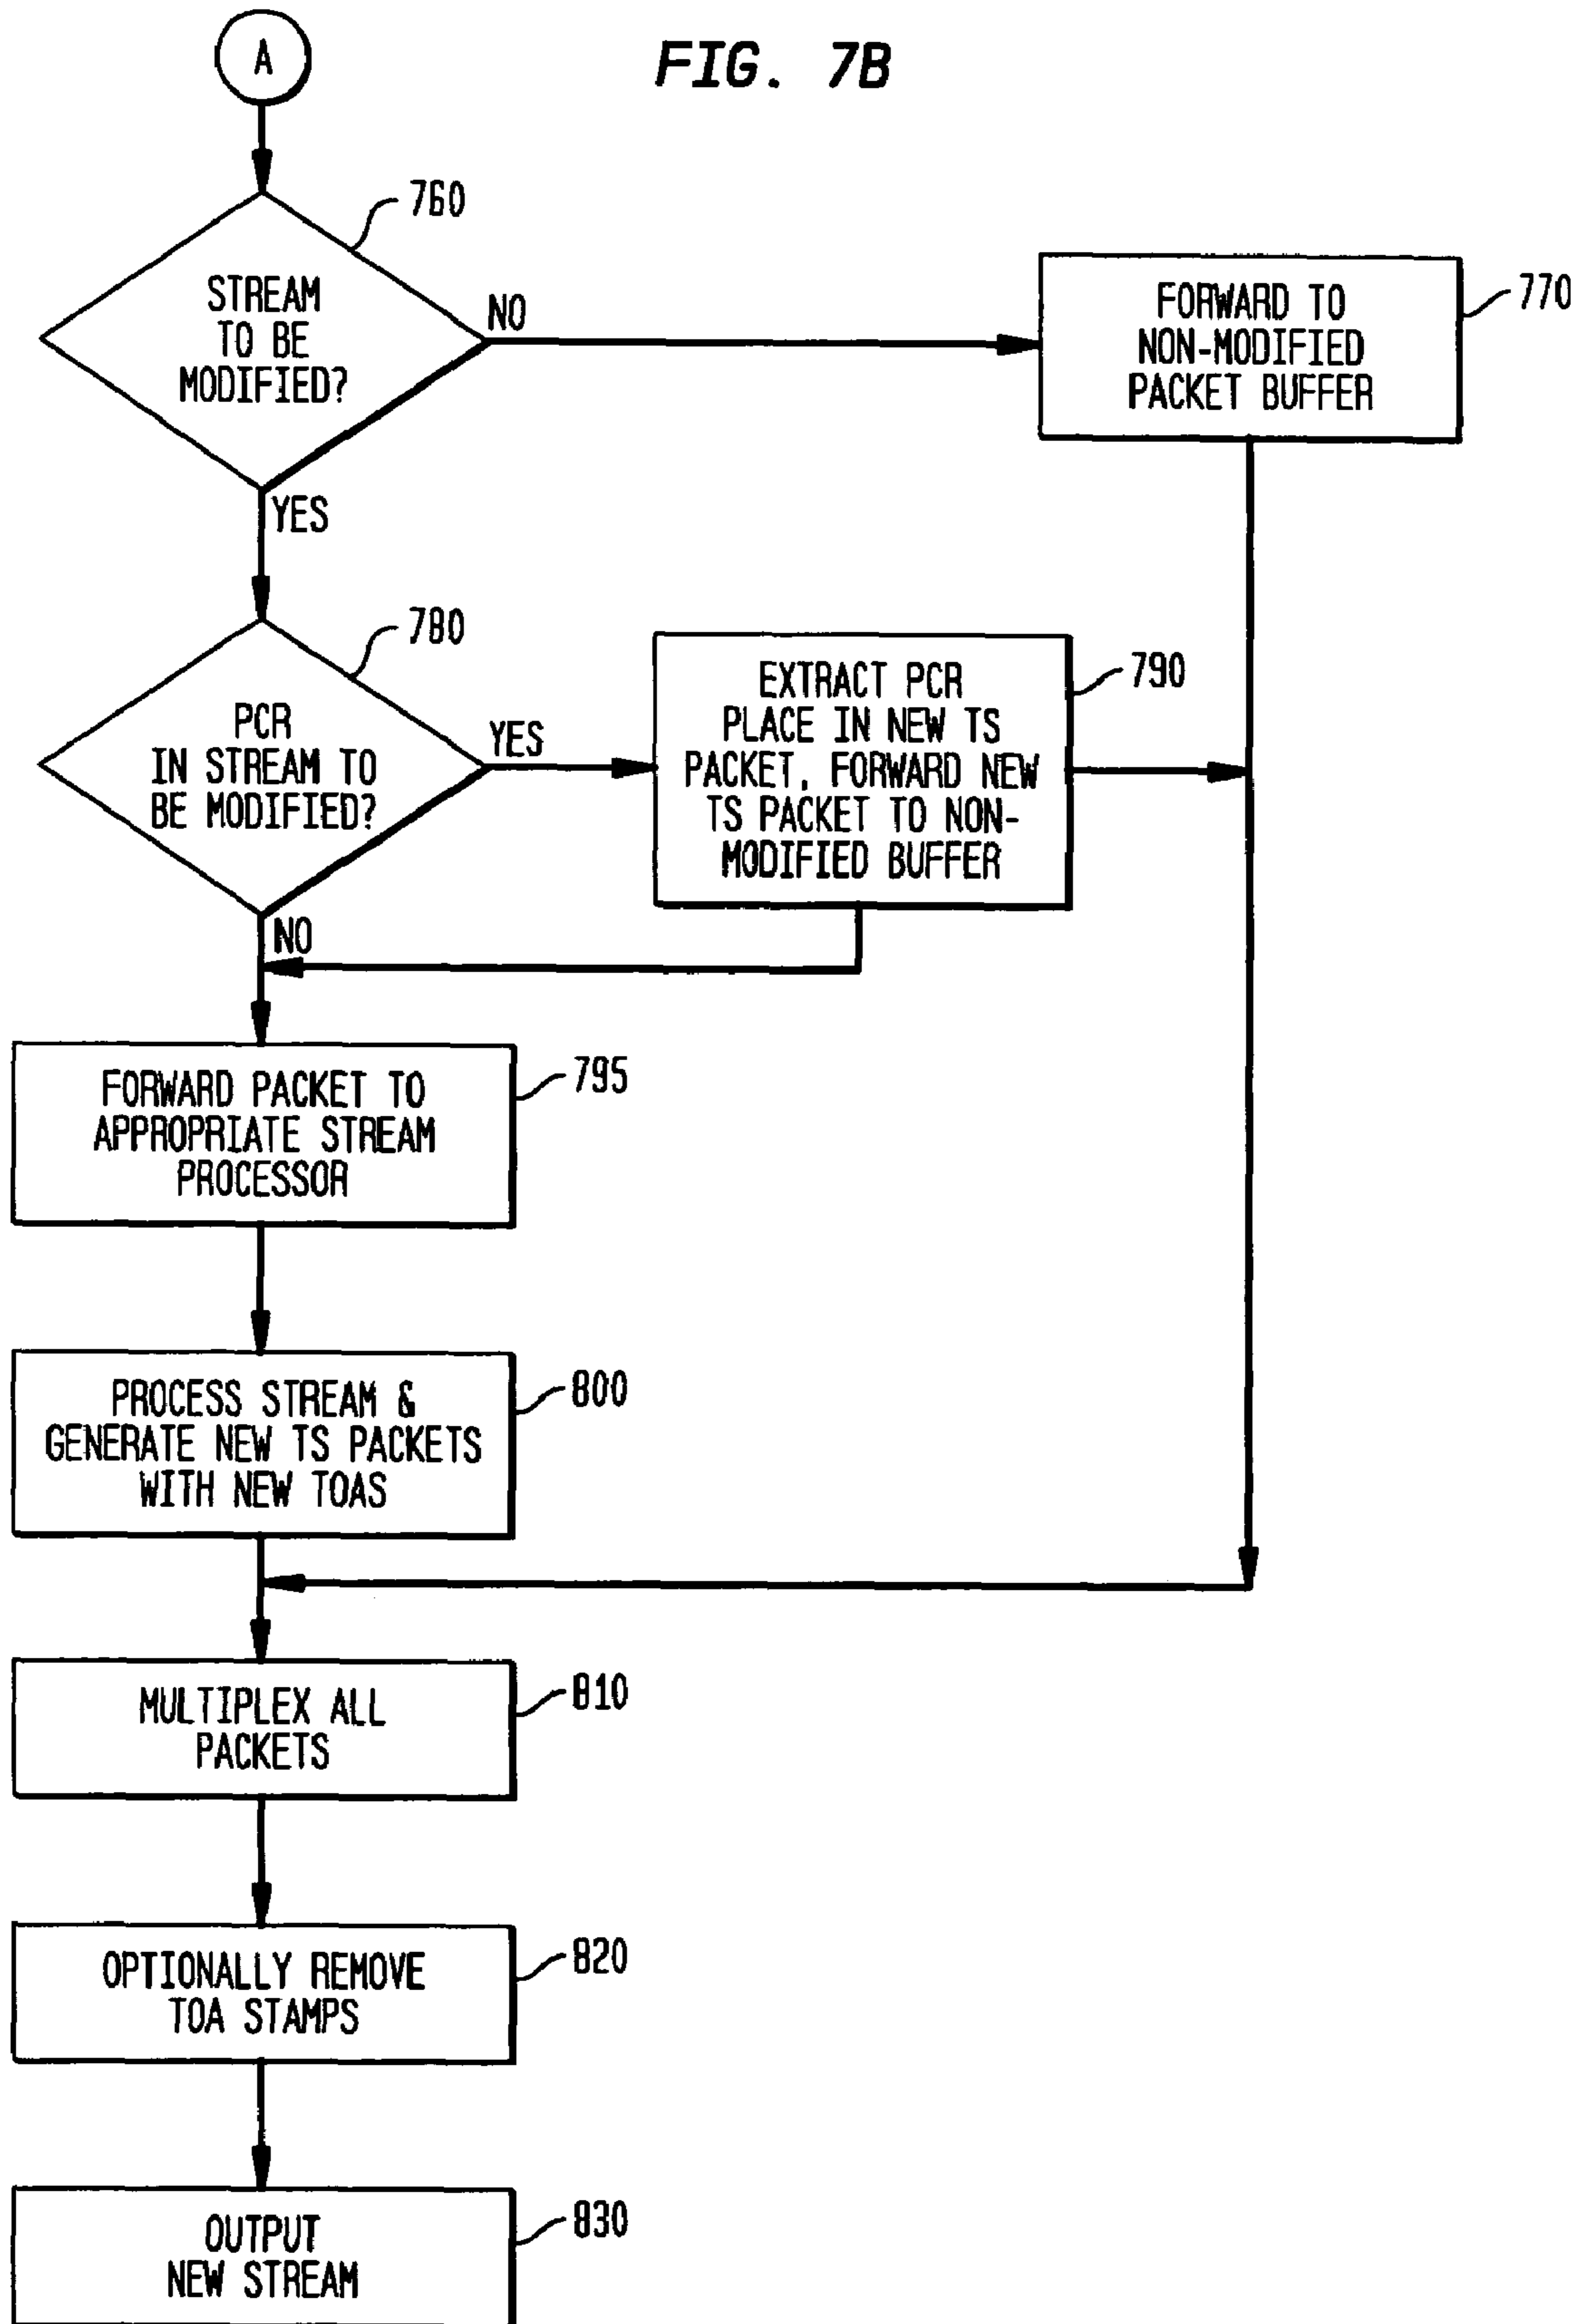 A
FIG. 7B
760
STREAM
TO BE
MODIFIED?
NO
FORWARD TO
NON-MODIFIED
PACKET BUFFER
770
YES
780
PCR
IN STREAM TO
BE MODIFIED?
YES
EXTRACT PCR
PLACE IN NEW TS
PACKET, FORWARD NEW
TS PACKET TO NON-
MODIFIED BUFFER
790
NO
FORWARD PACKET TO
APPROPRIATE STREAM
PROCESSOR
795
PROCESS STREAM &
GENERATE NEW TS PACKETS
WITH NEW TOAS
800
MULTIPLEX ALL
PACKETS
810
OPTIONALLY REMOVE
TOA STAMPS
820
OUTPUT
NEW STREAM
830